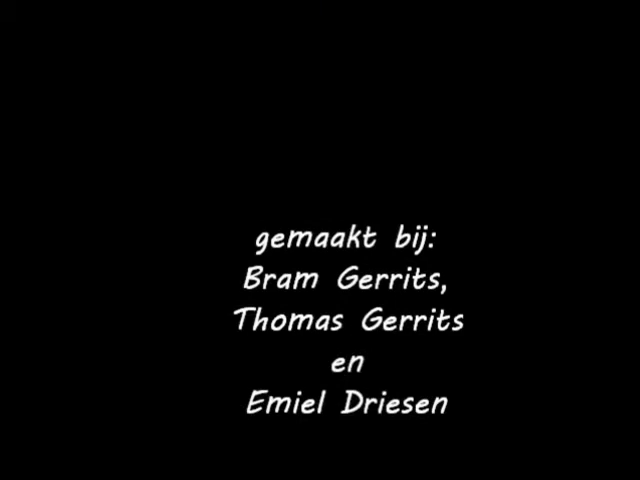 gemaakt bij:
Bram Gerrits,
Thomas Gerrits
en
Emiel Driesen